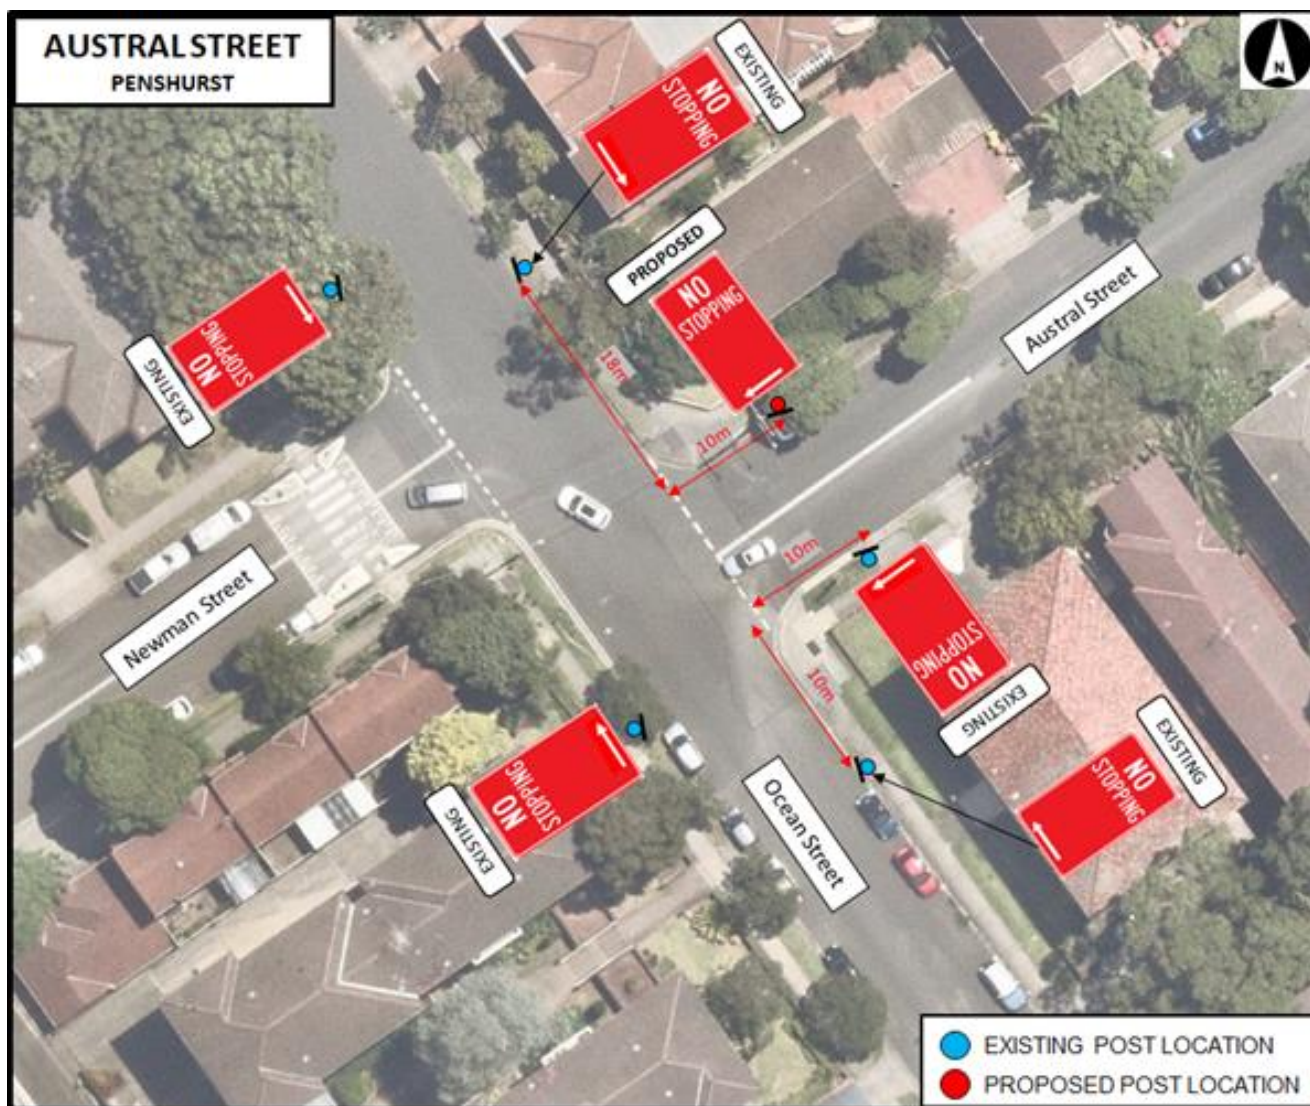 AUSTRAL STREET
PENSHURST
N
EXISTING
NO
STOPPING
PROPOSED
NO
STOPPING
Austral Street
EXISTING
NO
STOPPING
18m
10m
10m
10m
Newman Street
NO
STOPPING
EXISTING
EXISTING
NO
STOPPING
NO
STOPPING
EXISTING
Ocean Street
EXISTING POST LOCATION
PROPOSED POST LOCATION